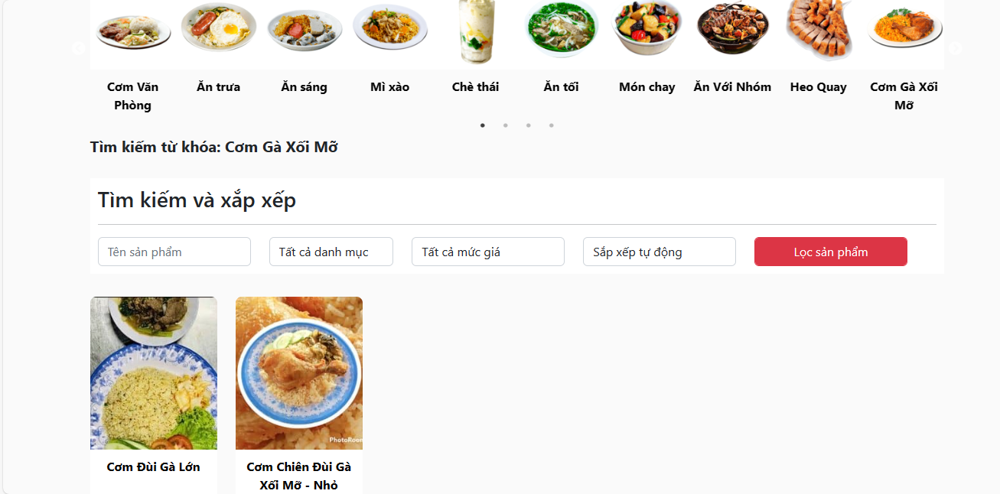 Cơm Văn Phòng
Ăn trưa
Ăn sáng
Mì xào
Chè thái
Ăn tối
Món chay
Ăn Với Nhóm
Heo Quay
Cơm Gà Xối Mỡ
Tìm kiếm từ khóa: Cơm Gà Xối Mỡ
Tìm kiếm và xắp xếp
Tên sản phẩm
Tất cả danh mục
Tất cả mức giá
Sắp xếp tự động
Lọc sản phẩm
PhotoRoom
Cơm Đùi Gà Lớn
Cơm Chiên Đùi Gà
Xối Mỡ - Nhỏ